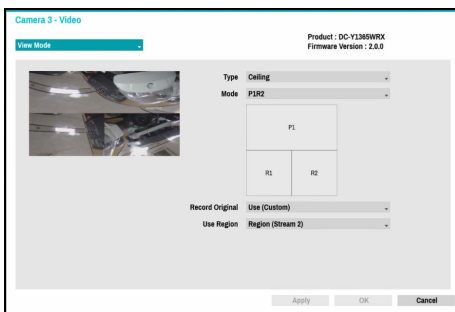 Camera 3 - Video
View Mode
Product : DC-Y1365WRX
Firmware Version : 2.0.0
Type Ceiling
Mode P1R2
P1
R1 R2
Record Original Use (Custom)
Use Region Region (Stream 2)
Apply OK Cancel